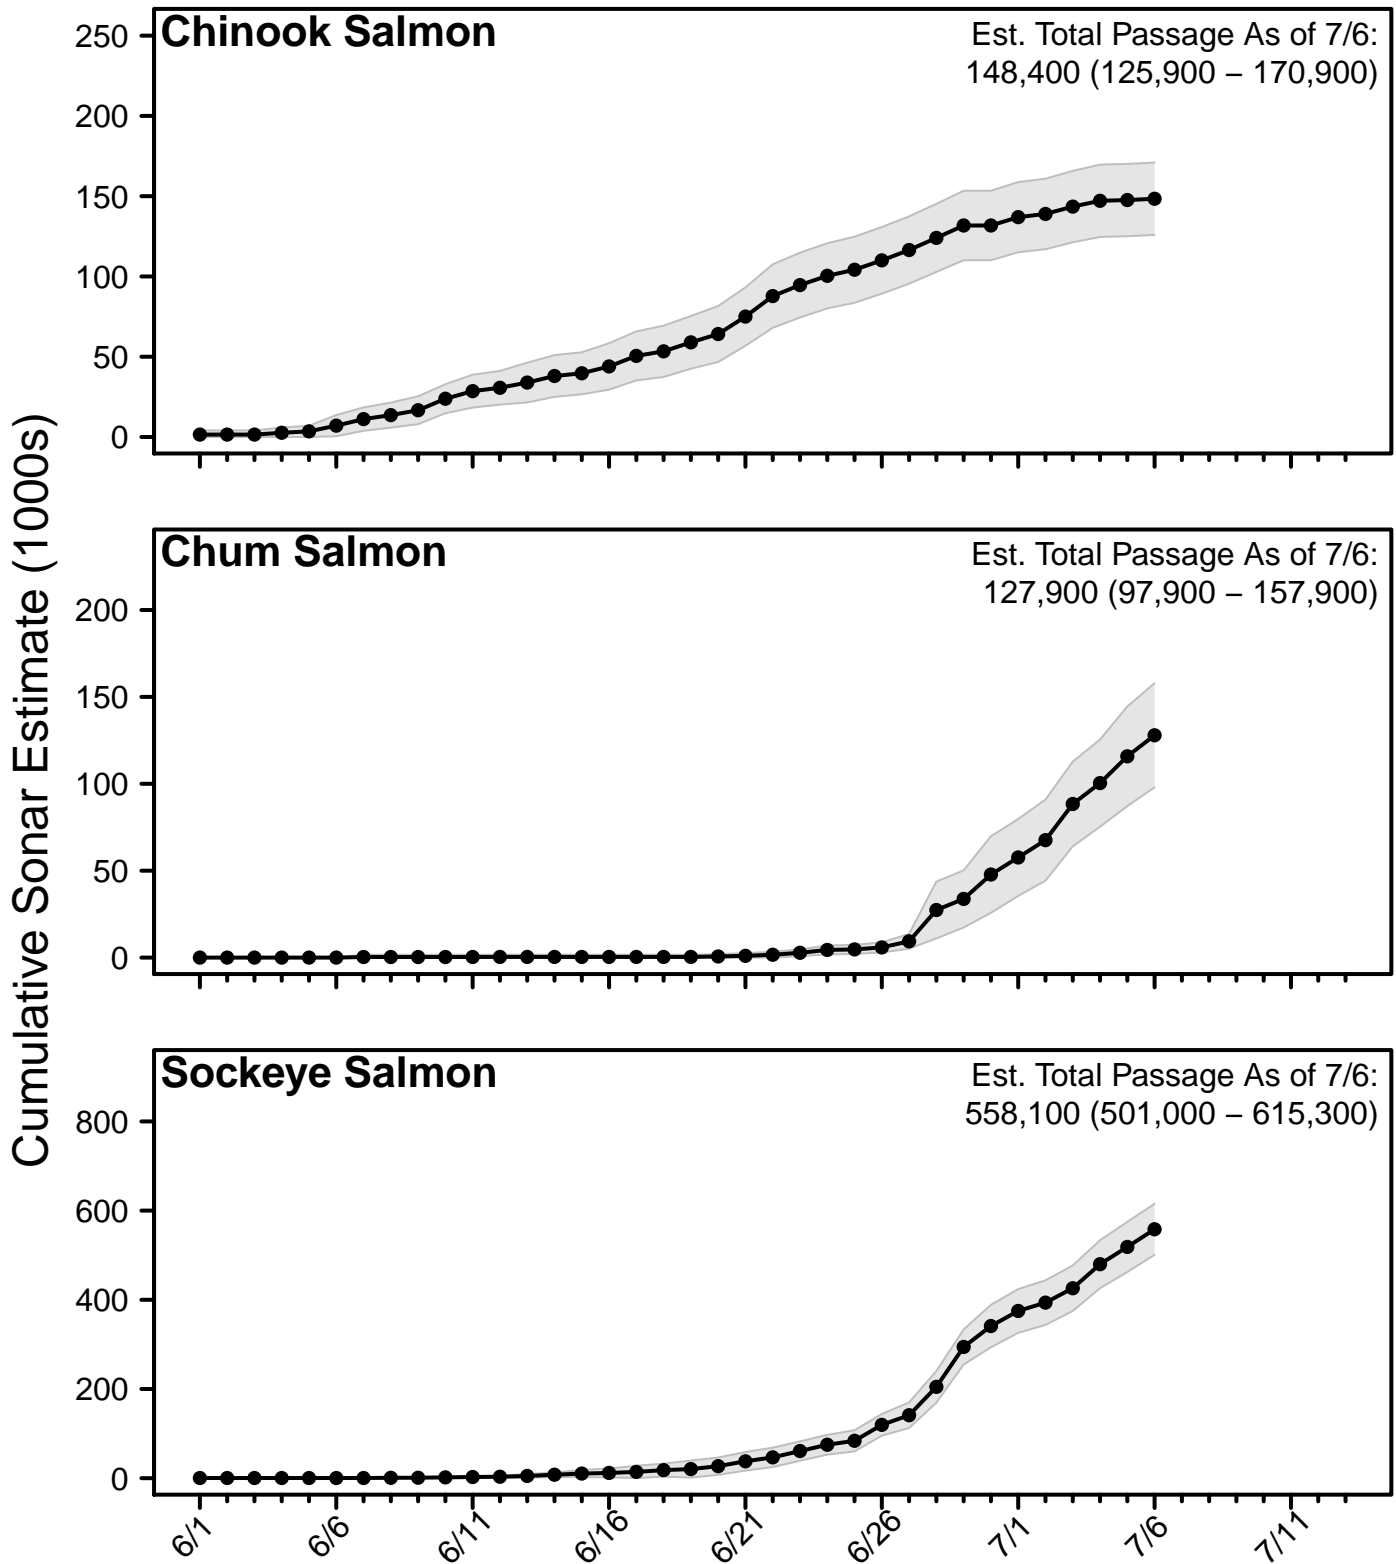 Cumulative Sonar Estimate (1000s)
Chinook Salmon
Est. Total Passage As of 7/6:
148,400 (125,900 – 170,900)
250
200
150
100
50
0
Chum Salmon
Est. Total Passage As of 7/6:
127,900 (97,900 – 157,900)
200
150
100
50
0
Sockeye Salmon
Est. Total Passage As of 7/6:
558,100 (501,000 – 615,300)
800
600
400
200
0
6/1 6/6 6/11 6/16 6/21 6/26 7/1 7/6 7/11